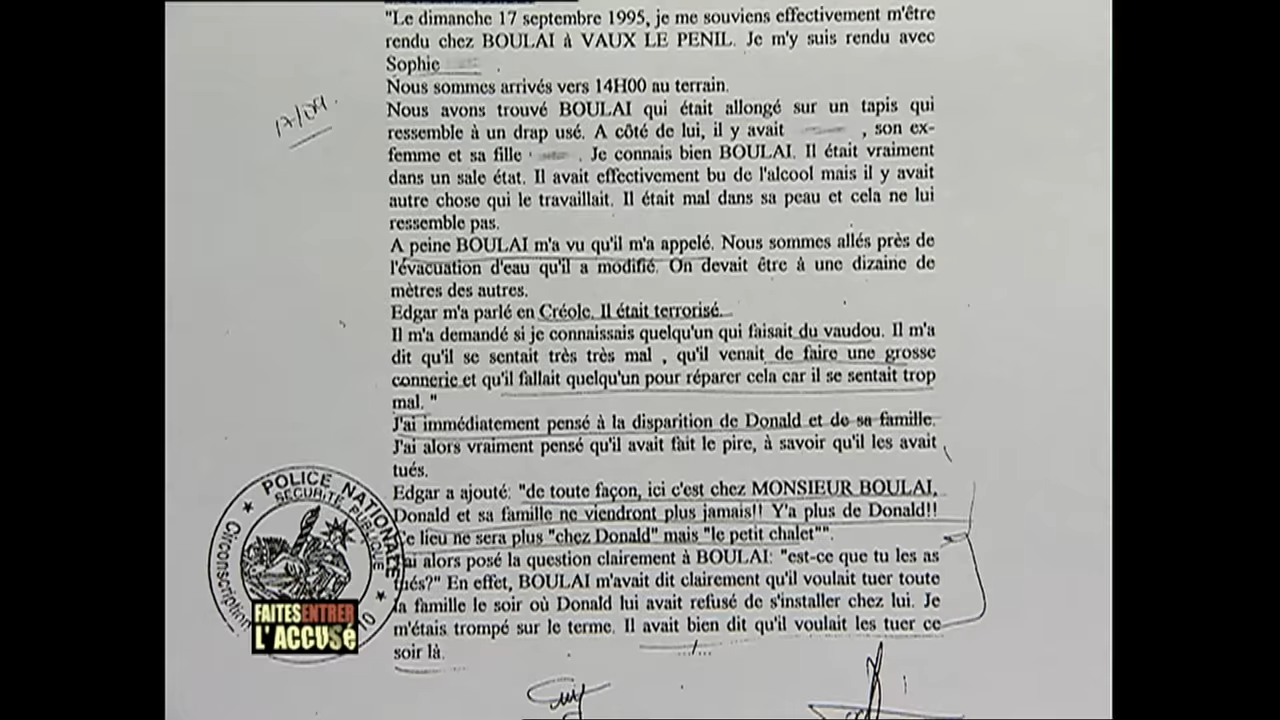 "Le dimanche 17 septembre 1995, je me souviens effectivement m'être
rendu chez BOULAI à VAUX LE PENIL. Je m'y suis rendu avec
Sophie
Nous sommes arrivés vers 14H00 au terrain.
17/09.
Nous avons trouvé BOULAI qui était allongé sur un tapis qui
ressemble à un drap usé. A côté de lui, il y avait , son ex-
femme et sa fille . Je connais bien BOULAI. Il était vraiment
dans un sale état. Il avait effectivement bu de l'alcool mais il y avait
autre chose qui le travaillait. Il était mal dans sa peau et cela ne lui
ressemble pas.
A peine BOULAI m'a vu qu'il m'a appelé. Nous sommes allés près de
l'évacuation d'eau qu'il a modifié. On devait être à une dizaine de
mètres des autres.
Edgar m'a parlé en Créole. Il était terrorisé.
Il m'a demandé si je connaissais quelqu'un qui faisait du vaudou. Il m'a
dit qu'il se sentait très très mal , qu'il venait de faire une grosse
connerie et qu'il fallait quelqu'un pour réparer cela car il se sentait trop
mal. "
J'ai immédiatement pensé à la disparition de Donald et de sa famille.
J'ai alors vraiment pensé qu'il avait fait le pire, à savoir qu'il les avait
tués.
Edgar a ajouté: "de toute façon, ici c'est chez MONSIEUR BOULAI,
Donald et sa famille ne viendront plus jamais!! Y'a plus de Donald!!
e lieu ne sera plus "chez Donald" mais "le petit chalet"".
ai alors posé la question clairement à BOULAI: "est-ce que tu les as
tués?" En effet, BOULAI m'avait dit clairement qu'il voulait tuer toute
la famille le soir où Donald lui avait refusé de s'installer chez lui. Je
m'étais trompé sur le terme. Il avait bien dit qu'il voulait les tuer ce
soir là.
POLICE NATIONALE
SÉCURITÉ PUBLIQUE
Circonscription
FAITES ENTRER
L'ACCUSÉ